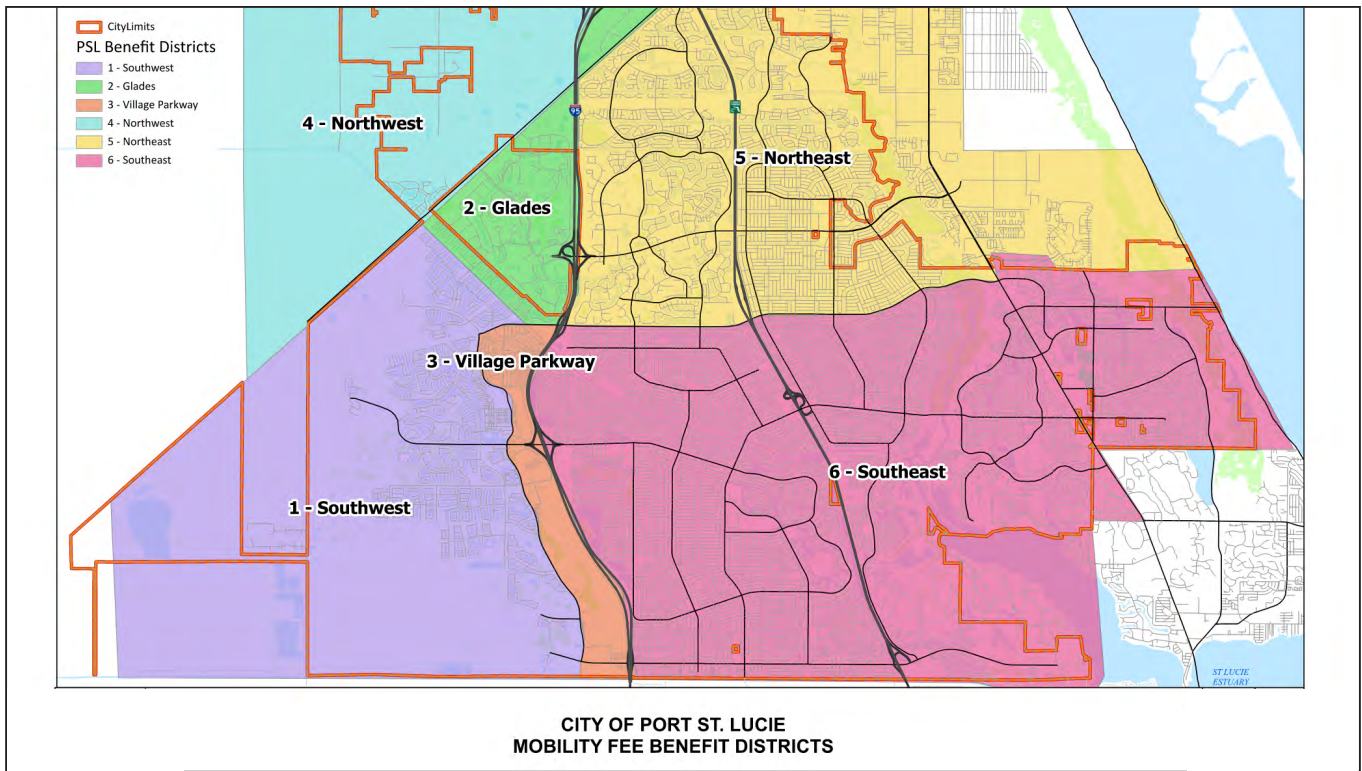 CityLimits
PSL Benefit Districts
1 - Southwest
2 - Glades
3 - Village Parkway
4 - Northwest
5 - Northeast
6 - Southeast
95
4 - Northwest
5 - Northeast
2 - Glades
3 - Village Parkway
6 - Southeast
1 - Southwest
ST LUCIE
ESTUARY
CITY OF PORT ST. LUCIE
MOBILITY FEE BENEFIT DISTRICTS